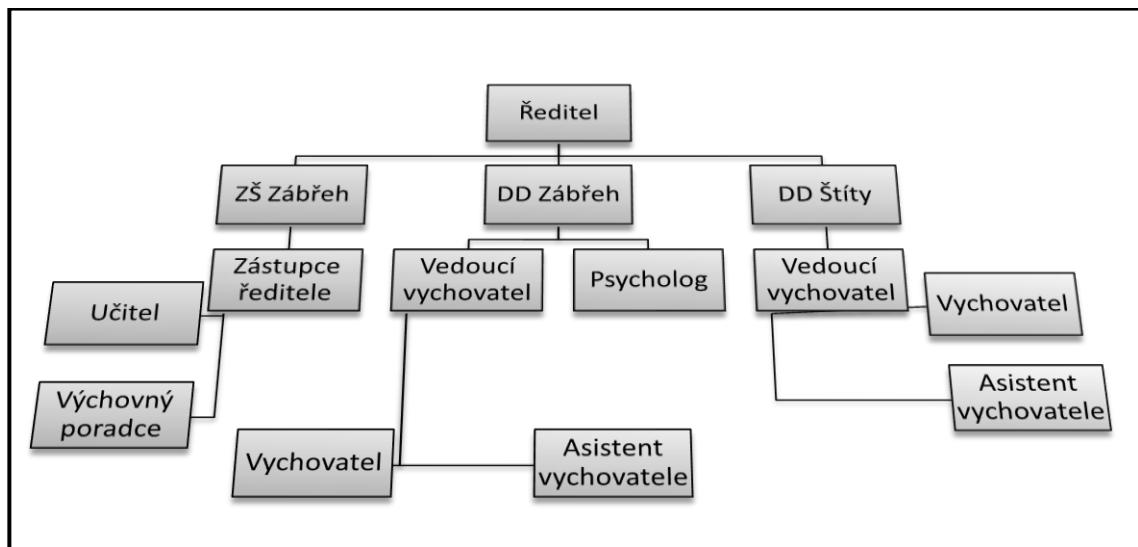 Ředitel
ZŠ Zábřeh
DD Zábřeh
DD Štíty
Zástupce
ředitele
Vedoucí
vychovatel
Psycholog
Vedoucí
vychovatel
Učitel
Vychovatel
Výchovný
poradce
Asistent
vychovatele
Vychovatel
Asistent
vychovatele